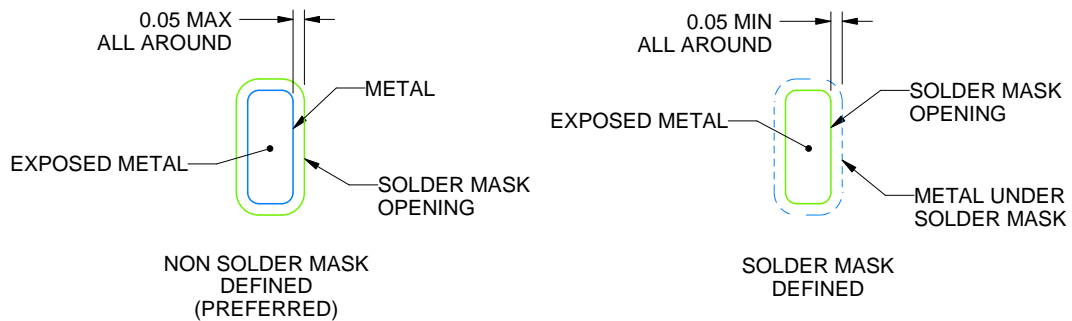 0.05 MAX
ALL AROUND
METAL
EXPOSED METAL
SOLDER MASK
OPENING
NON SOLDER MASK
DEFINED
(PREFERRED)
0.05 MIN
ALL AROUND
SOLDER MASK
OPENING
EXPOSED METAL
METAL UNDER
SOLDER MASK
SOLDER MASK
DEFINED